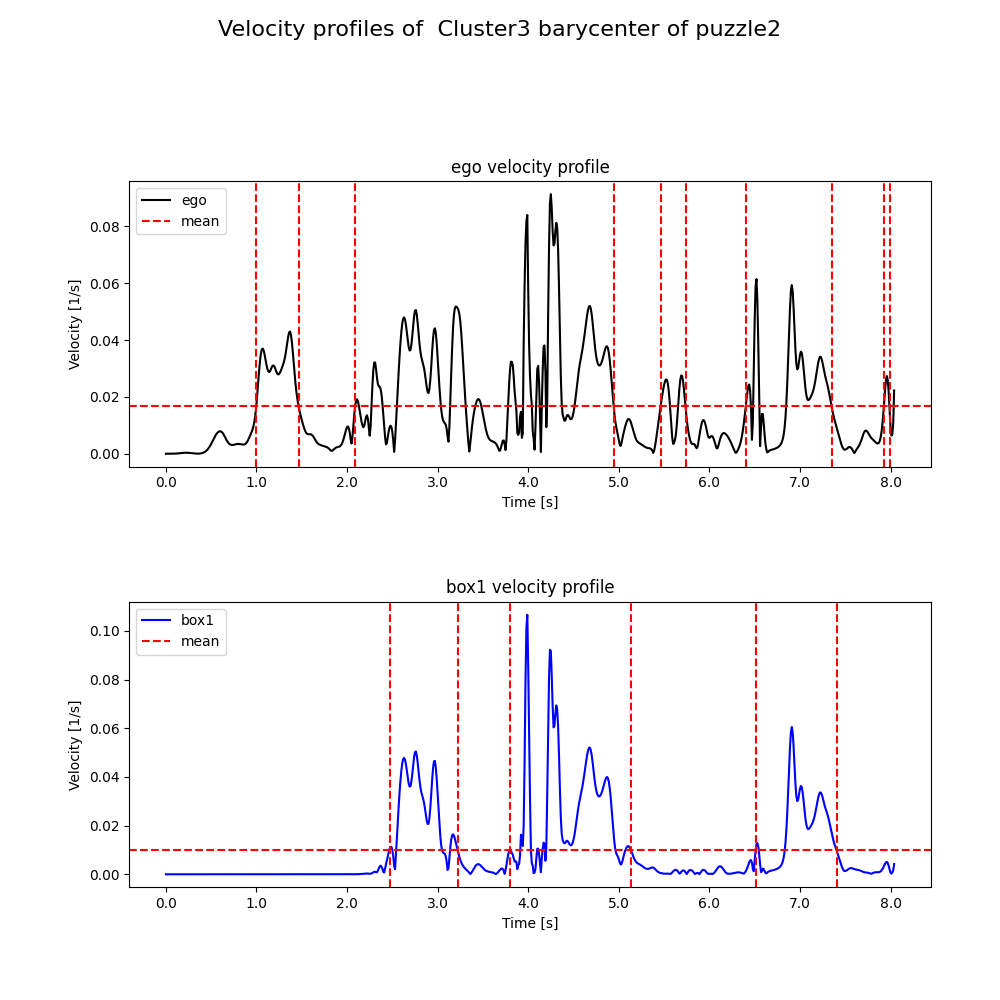 Velocity profiles of  Cluster3 barycenter of puzzle2
ego velocity profile
ego
mean
Velocity [1/s]
0.08
0.06
0.04
0.02
0.00
0.0 1.0 2.0 3.0 4.0 5.0 6.0 7.0 8.0
Time [s]
box1 velocity profile
box1
mean
Velocity [1/s]
0.10
0.08
0.06
0.04
0.02
0.00
0.0 1.0 2.0 3.0 4.0 5.0 6.0 7.0 8.0
Time [s]